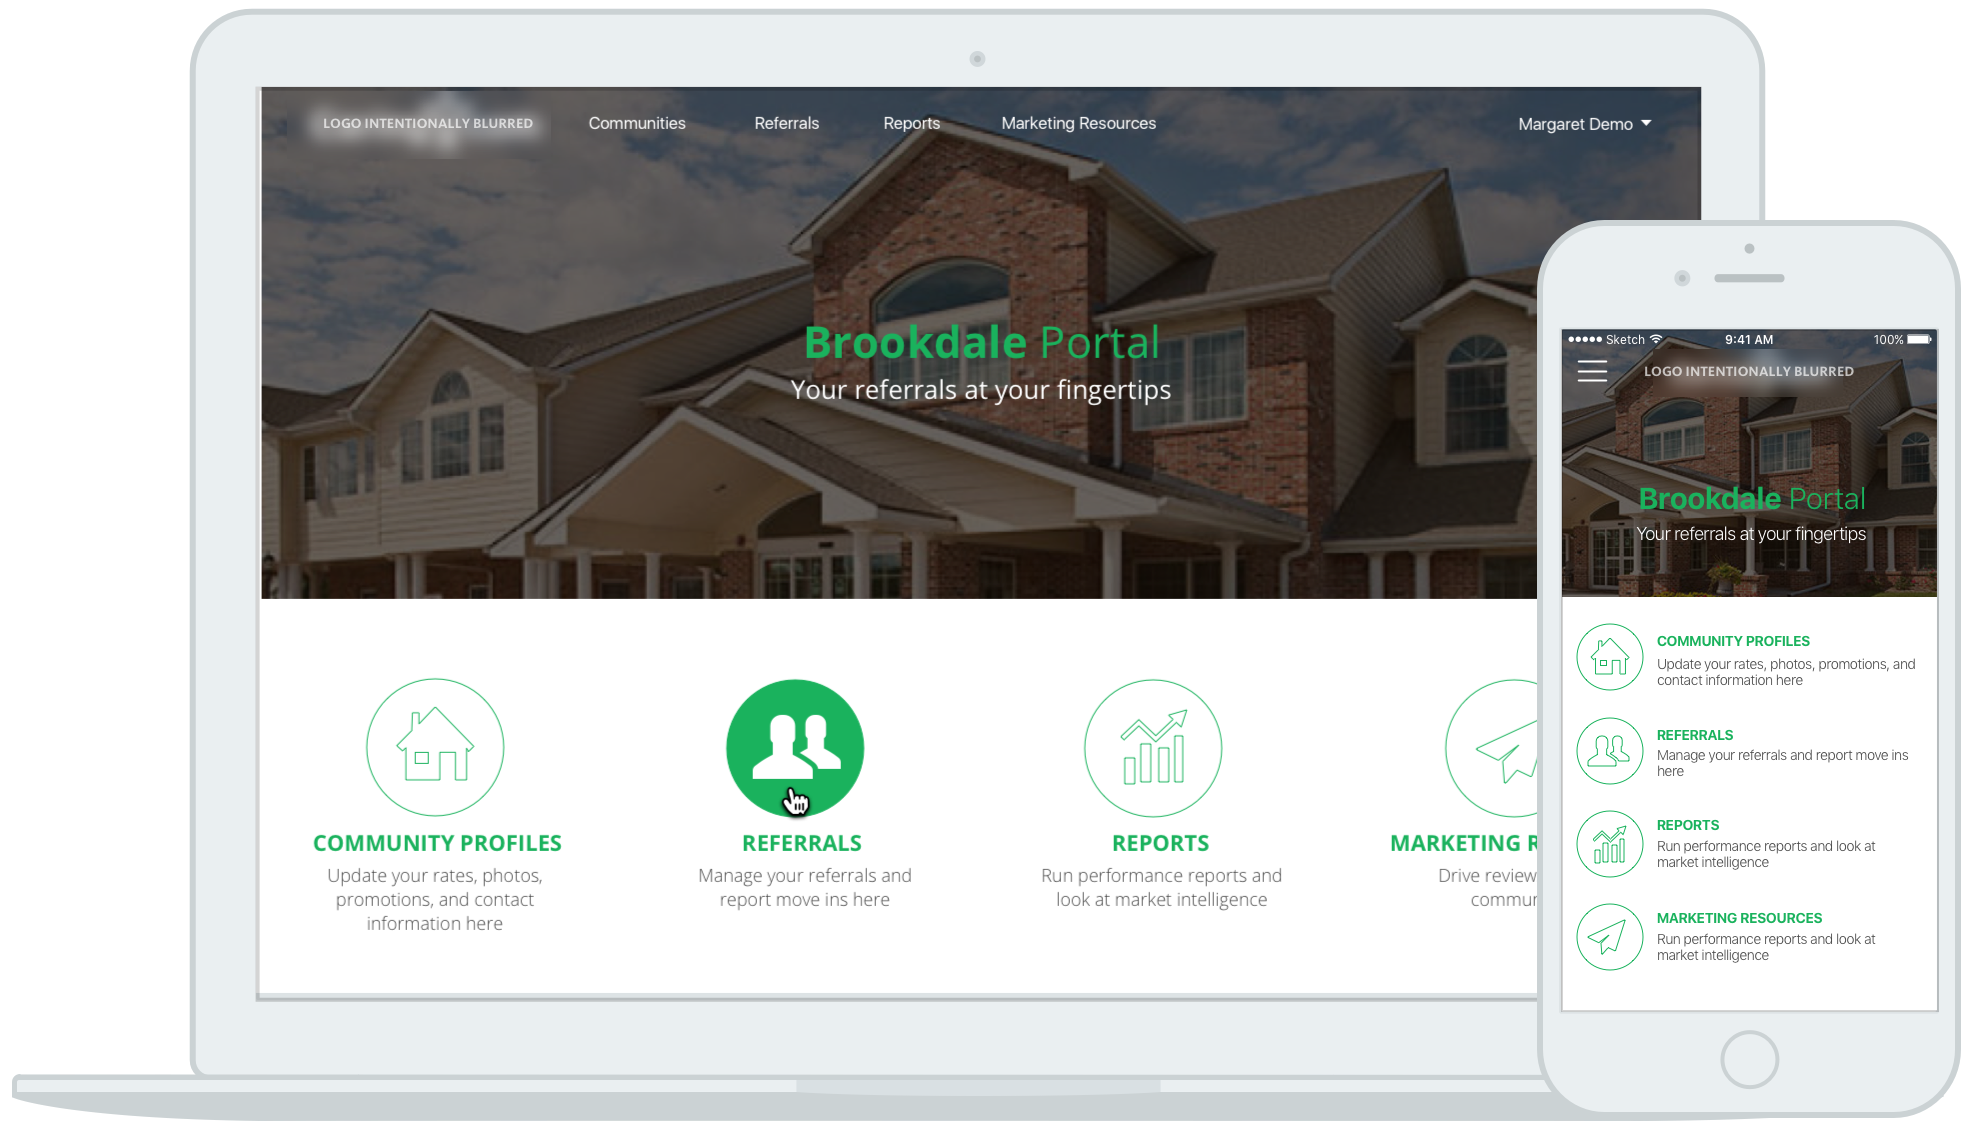 LOGO INTENTIONALLY BLURRED
Communities
Referrals
Reports
Marketing Resources
Margaret Demo
Brookdale Portal
Your referrals at your fingertips
COMMUNITY PROFILES
Update your rates, photos,
promotions, and contact
information here
REFERRALS
Manage your referrals and
report move ins here
REPORTS
Run performance reports and
look at market intelligence
MARKETING R
Drive review
commun
Sketch
9:41 AM
100%
LOGO INTENTIONALLY BLURRED
Brookdale Portal
Your referrals at your fingertips
COMMUNITY PROFILES
Update your rates, photos, promotions, and
contact information here
REFERRALS
Manage your referrals and report move ins
here
REPORTS
Run performance reports and look at
market intelligence
MARKETING RESOURCES
Run performance reports and look at
market intelligence